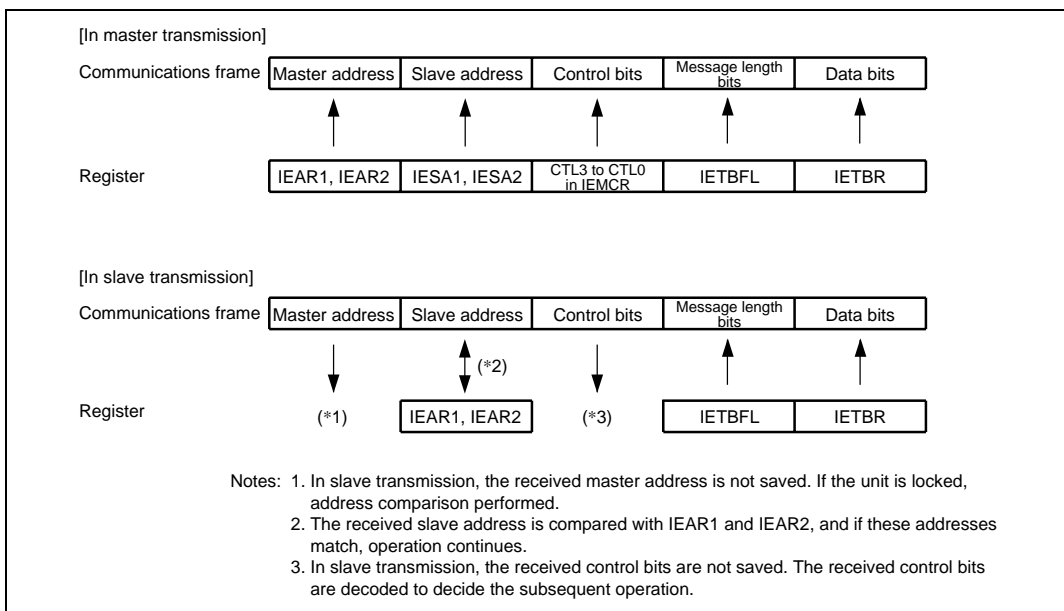 [In master transmission]
Communications frame Master address Slave address Control bits Message length bits Data bits
Register IEAR1, IEAR2 IESA1, IESA2 CTL3 to CTL0 in IEMCR IETBFL IETBR
[In slave transmission]
Communications frame Master address Slave address Control bits Message length bits Data bits
(*2)
Register (*1) IEAR1, IEAR2 (*3) IETBFL IETBR
Notes: 1. In slave transmission, the received master address is not saved. If the unit is locked,
address comparison performed.
2. The received slave address is compared with IEAR1 and IEAR2, and if these addresses
match, operation continues.
3. In slave transmission, the received control bits are not saved. The received control bits
are decoded to decide the subsequent operation.